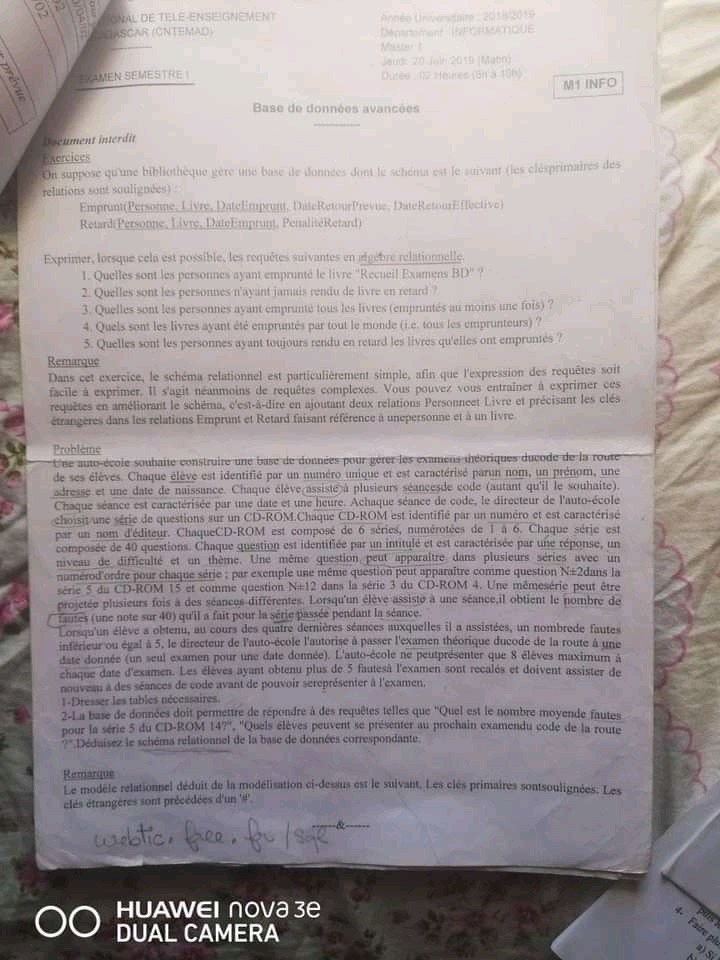 ONAL DE TELE-ENSEIGNEMENT
GASCAR (CNTEMAD)
EXAMEN SEMESTRE I
Année Universitaire : 2018/2019
Département : INFORMATIQUE
Master 1
Jeudi 20 Juin 2019 (Matin)
Durée : 02 Heures (8h à 10h)
M1 INFO
Base de données avancées
Document interdit
Exercices
On suppose qu'une bibliothèque gère une base de données dont le schéma est le suivant (les clésprimaires des
relations sont soulignées) :
Emprunt(Personne, Livre, DateEmprunt, DateRetourPrevue, DateRetourEffective)
Retard(Personne, Livre, DateEmprunt, PenalitéRetard)
Exprimer, lorsque cela est possible, les requêtes suivantes en algèbre relationnelle.
1. Quelles sont les personnes ayant emprunté le livre "Recueil Examens BD" ?
2. Quelles sont les personnes n'ayant jamais rendu de livre en retard ?
3. Quelles sont les personnes ayant emprunté tous les livres (empruntés au moins une fois) ?
4. Quels sont les livres ayant été empruntés par tout le monde (i.e. tous les emprunteurs) ?
5. Quelles sont les personnes ayant toujours rendu en retard les livres qu'elles ont empruntés ?
Remarque
Dans cet exercice, le schéma relationnel est particulièrement simple, afin que l'expression des requêtes soit
facile à exprimer. Il s'agit néanmoins de requêtes complexes. Vous pouvez vous entraîner à exprimer ces
requêtes en améliorant le schéma, c'est-à-dire en ajoutant deux relations Personneet Livre et précisant les clés
étrangères dans les relations Emprunt et Retard faisant référence à unepersonne et à un livre.
Problème
Une auto-école souhaite construire une base de données pour gérer les examens théoriques ducode de la route
de ses élèves. Chaque élève est identifié par un numéro unique et est caractérisé parun nom, un prénom, une
adresse et une date de naissance. Chaque élève assiste à plusieurs séancesde code (autant qu'il le souhaite).
Chaque séance est caractérisée par une date et une heure. Achaque séance de code, le directeur de l'auto-école
choisit une série de questions sur un CD-ROM.Chaque CD-ROM est identifié par un numéro et est caractérisé
par un nom d'éditeur. ChaqueCD-ROM est composé de 6 séries, numérotées de 1 à 6. Chaque série est
composée de 40 questions. Chaque question est identifiée par un intitulé et est caractérisée par une réponse, un
niveau de difficulté et un thème. Une même question peut apparaître dans plusieurs séries avec un
numérod'ordre pour chaque série ; par exemple une même question peut apparaître comme question N±2dans la
série 5 du CD-ROM 15 et comme question N±12 dans la série 3 du CD-ROM 4. Une mêmesérie peut être
projetée plusieurs fois à des séances différentes. Lorsqu'un élève assiste à une séance,il obtient le nombre de
fautes (une note sur 40) qu'il a fait pour la série passée pendant la séance.
Lorsqu'un élève a obtenu, au cours des quatre dernières séances auxquelles il a assistées, un nombrede fautes
inférieur ou égal à 5, le directeur de l'auto-école l'autorise à passer l'examen théorique ducode de la route à une
date donnée (un seul examen pour une date donnée). L'auto-école ne peutprésenter que 8 élèves maximum à
chaque date d'examen. Les élèves ayant obtenu plus de 5 fautesà l'examen sont recalés et doivent assister de
nouveau à des séances de code avant de pouvoir serepprésenter à l'examen.
1-Dresser les tables nécessaires.
2-La base de données doit permettre de répondre à des requêtes telles que "Quel est le nombre moyende fautes
pour la série 5 du CD-ROM 14?", "Quels élèves peuvent se présenter au prochain examendu code de la route
?".Déduisez le schéma relationnel de la base de données correspondante.
Remarque
Le modèle relationnel déduit de la modélisation ci-dessus est le suivant. Les clés primaires sontsoulignées. Les
clés étrangères sont précédées d'un '#'.
------&------
webtic.free.fr/sql
HUAWEI nova 3e
DUAL CAMERA
prévue
4. Faire